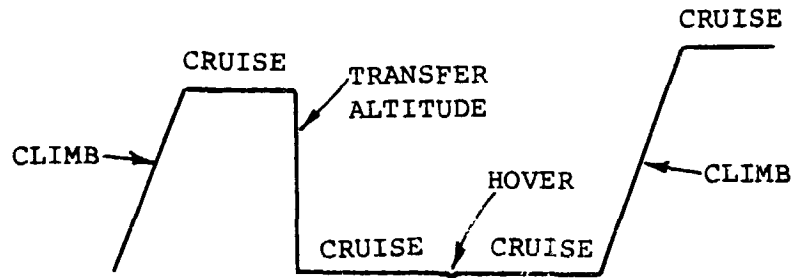 CRUISE
CRUISE
TRANSFER
ALTITUDE
CLIMB
HOVER
CLIMB
CRUISE
CRUISE